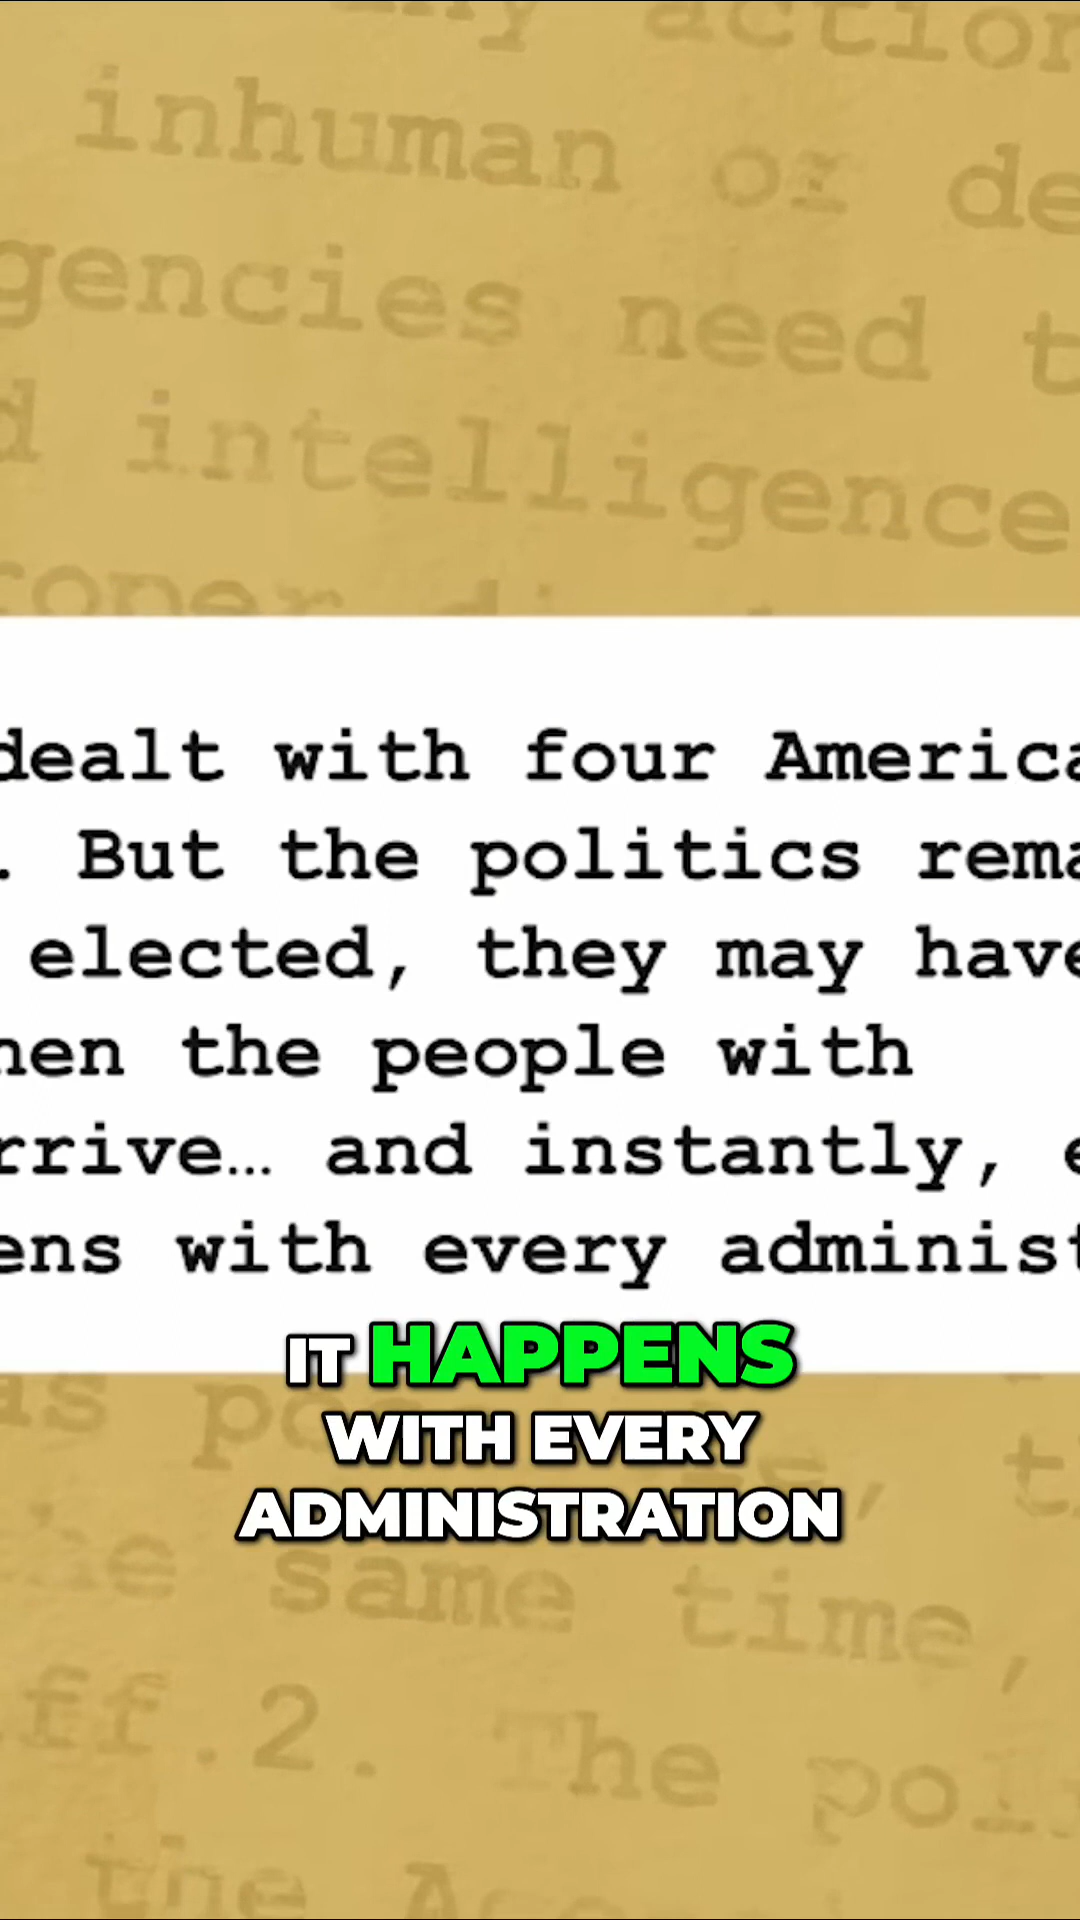 inhuman or de
gencies need t
d intelligence
dealt with four America
. But the politics rema
elected, they may have
hen the people with
rrive… and instantly, e
ens with every administ
IT HAPPENS
WITH EVERY
ADMINISTRATION
same time,
ff.2. The pol
the